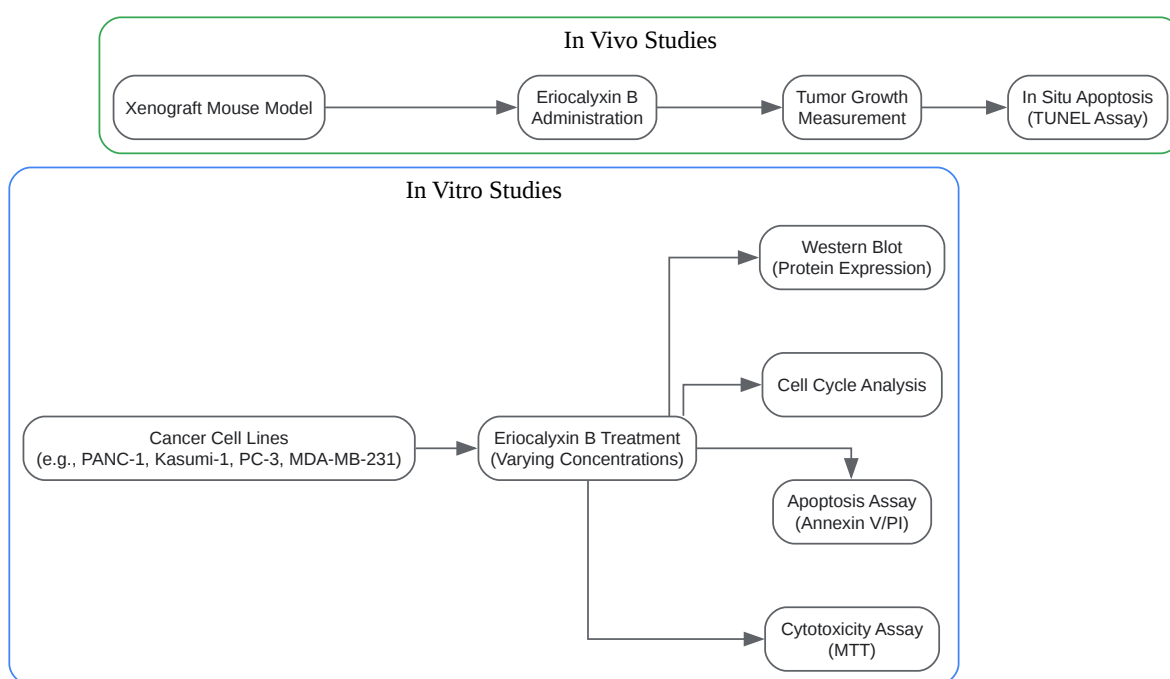 In Vivo Studies
Xenograft Mouse Model
Eriocalyxin B
Administration
Tumor Growth
Measurement
In Situ Apoptosis
(TUNEL Assay)
In Vitro Studies
Western Blot
(Protein Expression)
Cell Cycle Analysis
Cancer Cell Lines
(e.g., PANC-1, Kasumi-1, PC-3, MDA-MB-231)
Eriocalyxin B Treatment
(Varying Concentrations)
Apoptosis Assay
(Annexin V/PI)
Cytotoxicity Assay
(MTT)